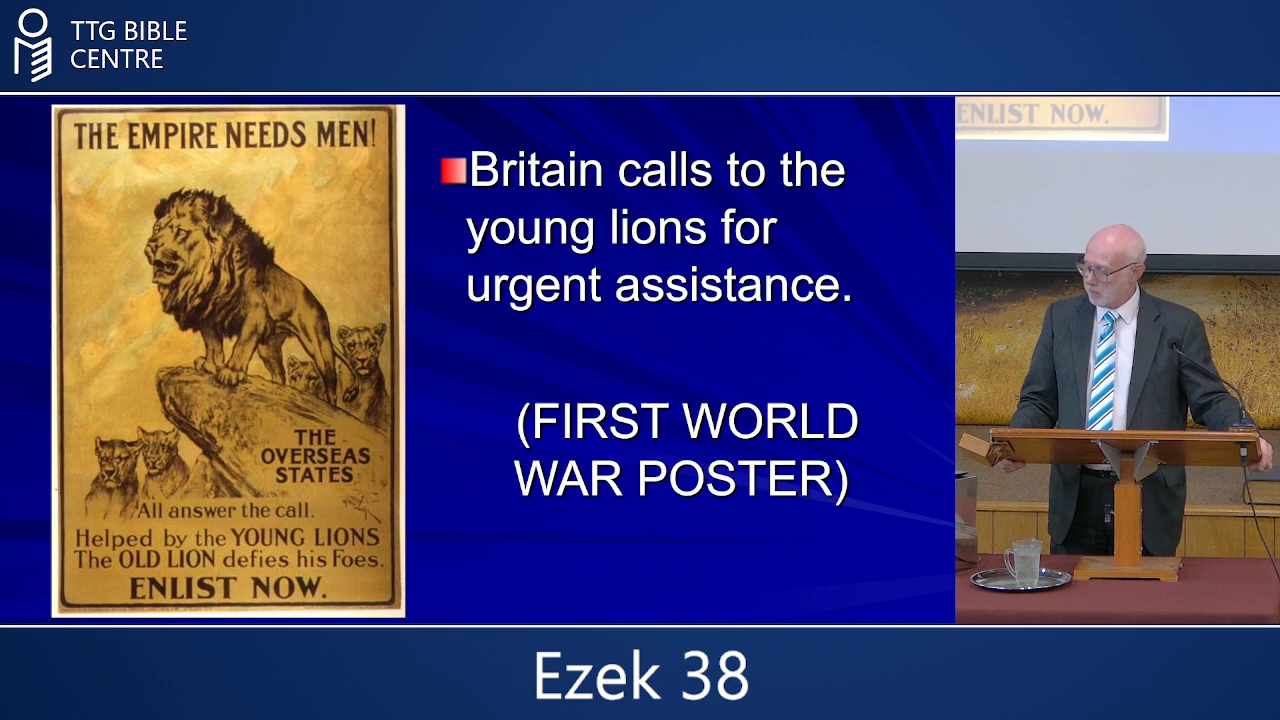 TTG BIBLE
CENTRE
THE EMPIRE NEEDS MEN!
THE
OVERSEAS
STATES
All answer the call.
Helped by the YOUNG LIONS
The OLD LION defies his Foes.
ENLIST NOW.
Britain calls to the
young lions for
urgent assistance.
(FIRST WORLD
WAR POSTER)
ENLIST NOW.
Ezek 38